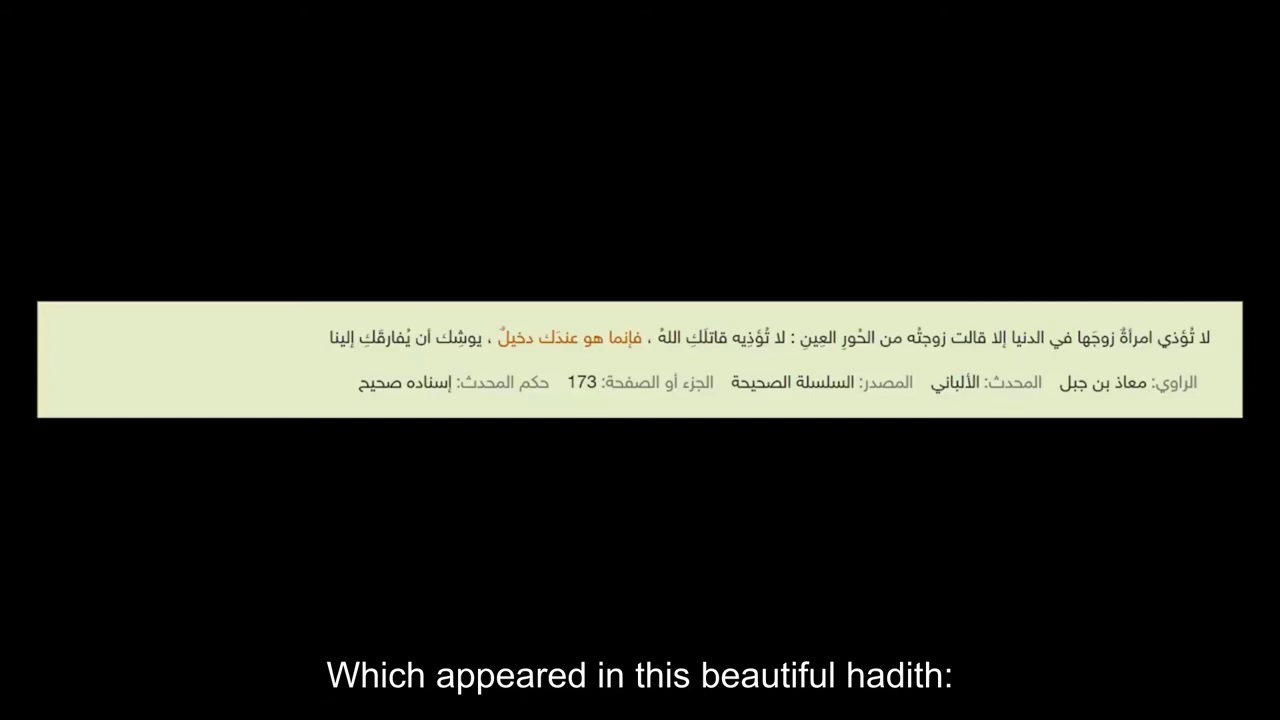 لا تُؤذي امرأةٌ زوجَها في الدنيا إلا قالت زوجتُه من الحُورِ العِينِ : لا تُؤذِيه قاتلَكِ اللهُ ، فإنما هو عندَك دخيلٌ ، يوشِك أن يُفارقَكِ إلينا
الراوي: معاذ بن جبل المحدث: الألباني المصدر: السلسلة الصحيحة الجزء أو الصفحة: 173 حكم المحدث: إسناده صحيح
Which appeared in this beautiful hadith: